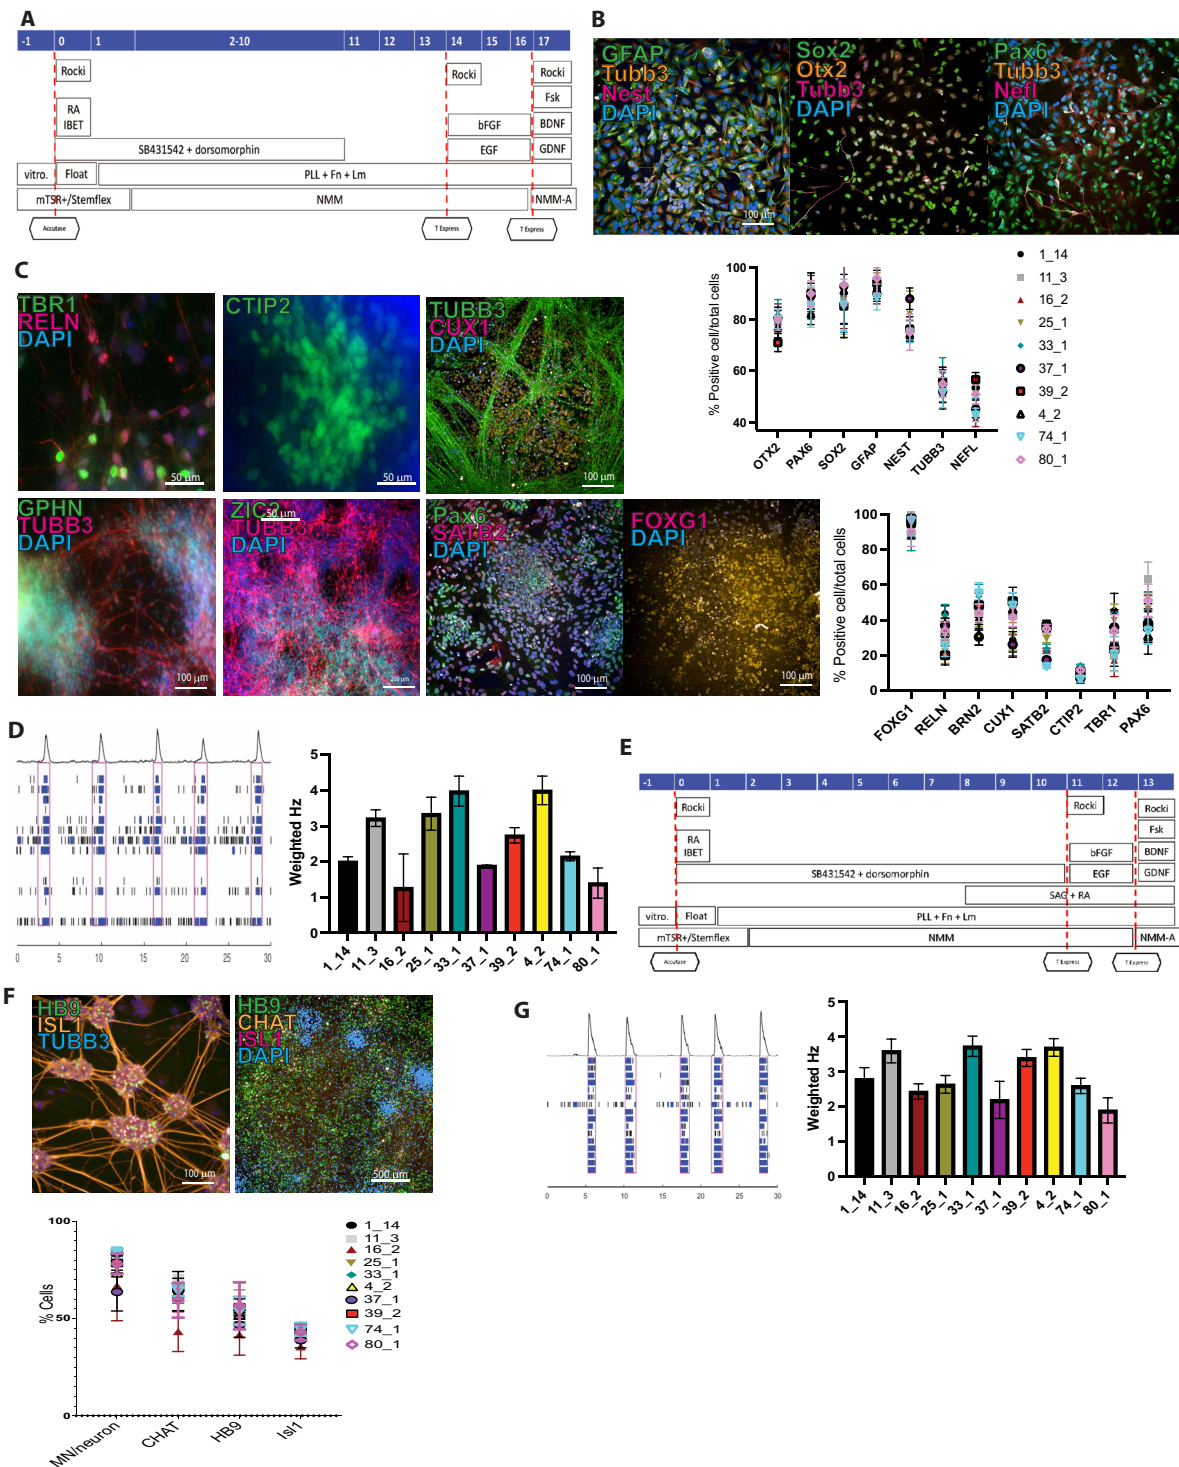 A
-1 0 1 2-10 11 12 13 14 15 16 17
Rocki Rocki Rocki
Fsk
RA
IBET
bFGF BDNF
SB431542 + dorsomorphin EGF GDNF
vitro. Float PLL + Fn + Lm
mTSR+/Stemflex NMM NMM-A
Accutase T Express T Express
B
GFAP
Tubb3
Nest
DAPI
100 µm
Sox2
Otx2
Tubb3
DAPI
Pax6
Tubb3
Nefl
DAPI
% Positive cell/total cells
100
80
60
40
OTX2 PAX6 SOX2 GFAP NEST TUBB3 NEFL
1_14
11_3
16_2
25_1
33_1
37_1
39_2
4_2
74_1
80_1
C
TBR1
RELN
DAPI
50 µm
CTIP2
50 µm
TUBB3
CUX1
DAPI
100 µm
GPHN
TUBB3
DAPI
100 µm
ZIC2
50 µm
TUBB3
DAPI
200 µm
Pax6
SATB2
DAPI
100 µm
FOXG1
DAPI
100 µm
% Positive cell/total cells
100
80
60
40
20
0
FOXG1 RELN BRN2 CUX1 SATB2 CTIP2 TBR1 PAX6
D
0 5 10 15 20 25 30
Weighted Hz
5
4
3
2
1
0
1_14 11_3 16_2 25_1 33_1 37_1 39_2 4_2 74_1 80_1
E
-1 0 1 2 3 4 5 6 7 8 9 10 11 12 13
Rocki Rocki Rocki
Fsk
RA
IBET
bFGF BDNF
SB431542 + dorsomorphin EGF GDNF
SAG + RA
vitro. Float PLL + Fn + Lm
mTSR+/Stemflex NMM NMM-A
Accutase T Express T Express
F
HB9
ISL1
TUBB3
100 µm
HB9
CHAT
ISL1
DAPI
500 µm
% Cells
100
50
0
MN/neuron CHAT HB9 Isl1
1_14
11_3
16_2
25_1
33_1
4_2
37_1
39_2
74_1
80_1
G
0 5 10 15 20 25 30
Weighted Hz
5
4
3
2
1
0
1_14 11_3 16_2 25_1 33_1 37_1 39_2 4_2 74_1 80_1